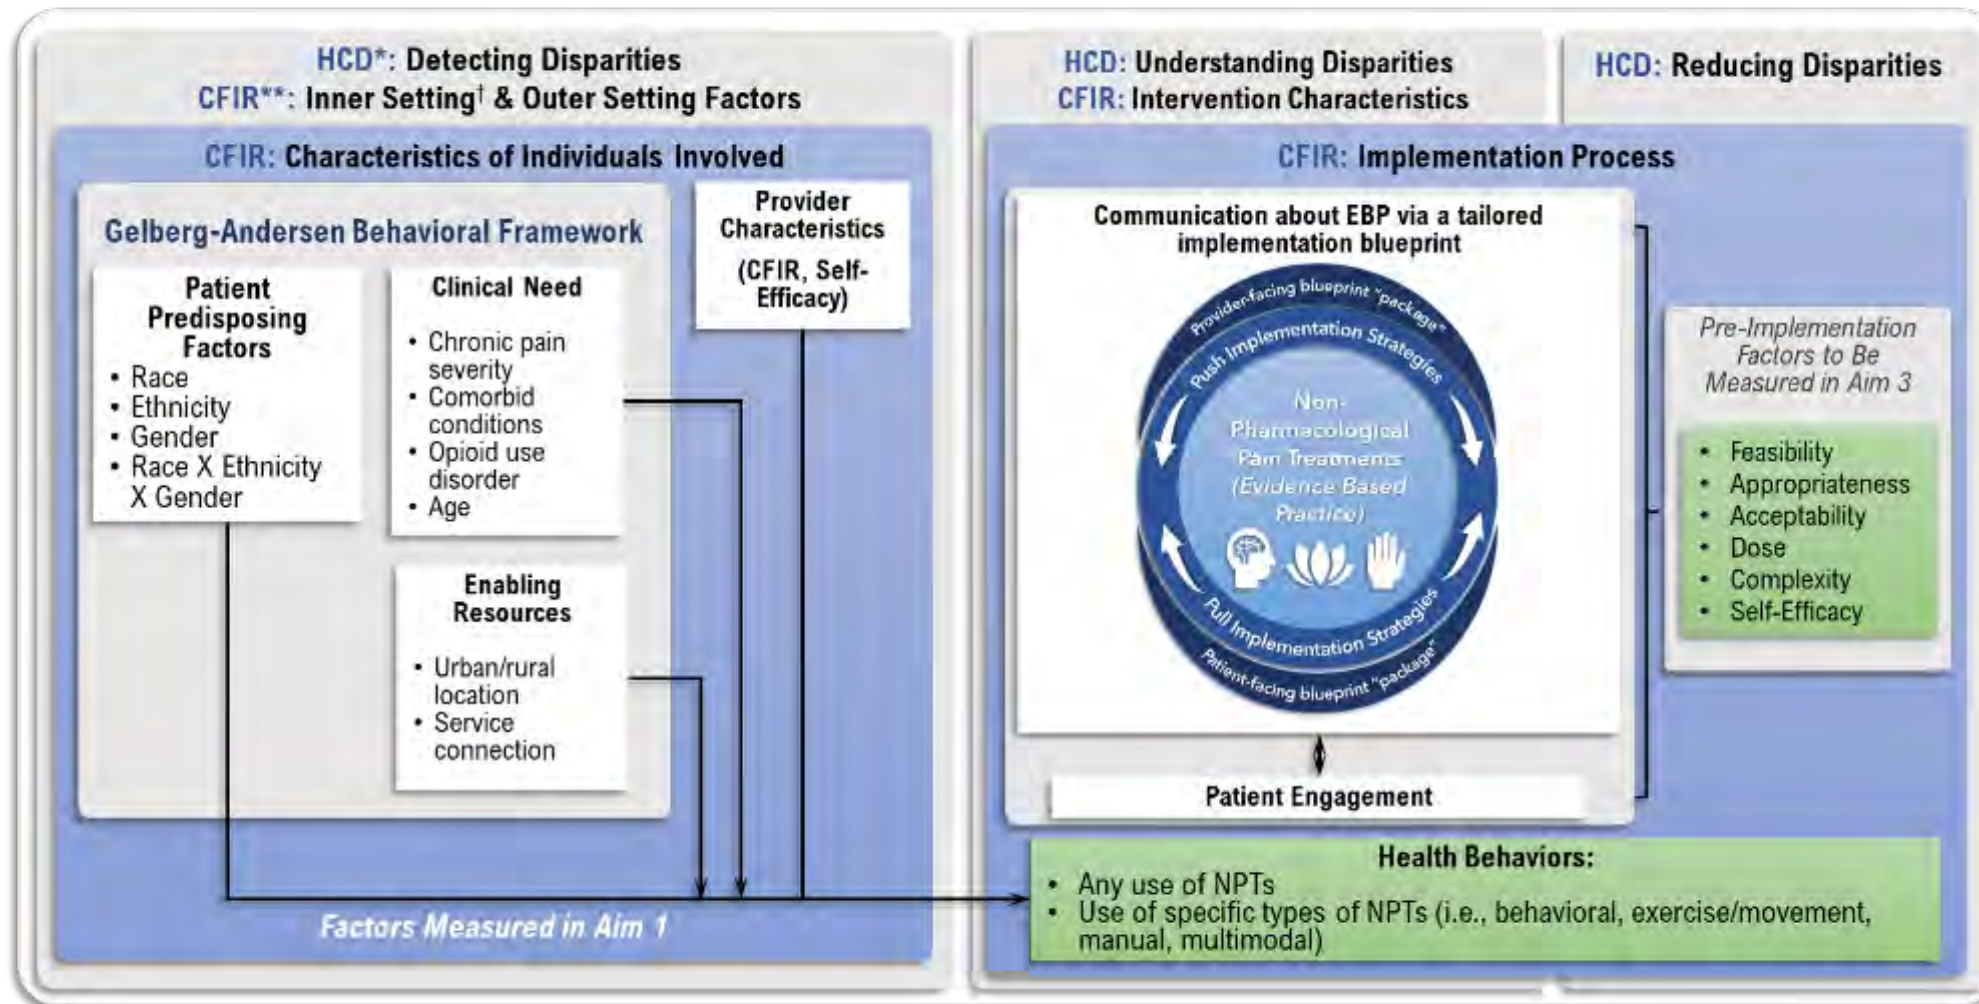 HCD*: Detecting Disparities
CFIR**: Inner Setting† & Outer Setting Factors
CFIR: Characteristics of Individuals Involved
Gelberg-Andersen Behavioral Framework
Patient
Predisposing
Factors
• Race
• Ethnicity
• Gender
• Race X Ethnicity
X Gender
Clinical Need
• Chronic pain
severity
• Comorbid
conditions
• Opioid use
disorder
• Age
Enabling
Resources
• Urban/rural
location
• Service
connection
Provider
Characteristics
(CFIR, Self-
Efficacy)
Factors Measured in Aim 1
HCD: Understanding Disparities
CFIR: Intervention Characteristics
HCD: Reducing Disparities
CFIR: Implementation Process
Communication about EBP via a tailored
implementation blueprint
Provider-facing blueprint "package"
Push Implementation Strategies
Non-
Pharmacological
Pain Treatments
(Evidence Based
Practice)
Pull Implementation Strategies
Patient-facing blueprint "package"
Patient Engagement
Pre-Implementation
Factors to Be
Measured in Aim 3
• Feasibility
• Appropriateness
• Acceptability
• Dose
• Complexity
• Self-Efficacy
Health Behaviors:
• Any use of NPTs
• Use of specific types of NPTs (i.e., behavioral, exercise/movement,
manual, multimodal)